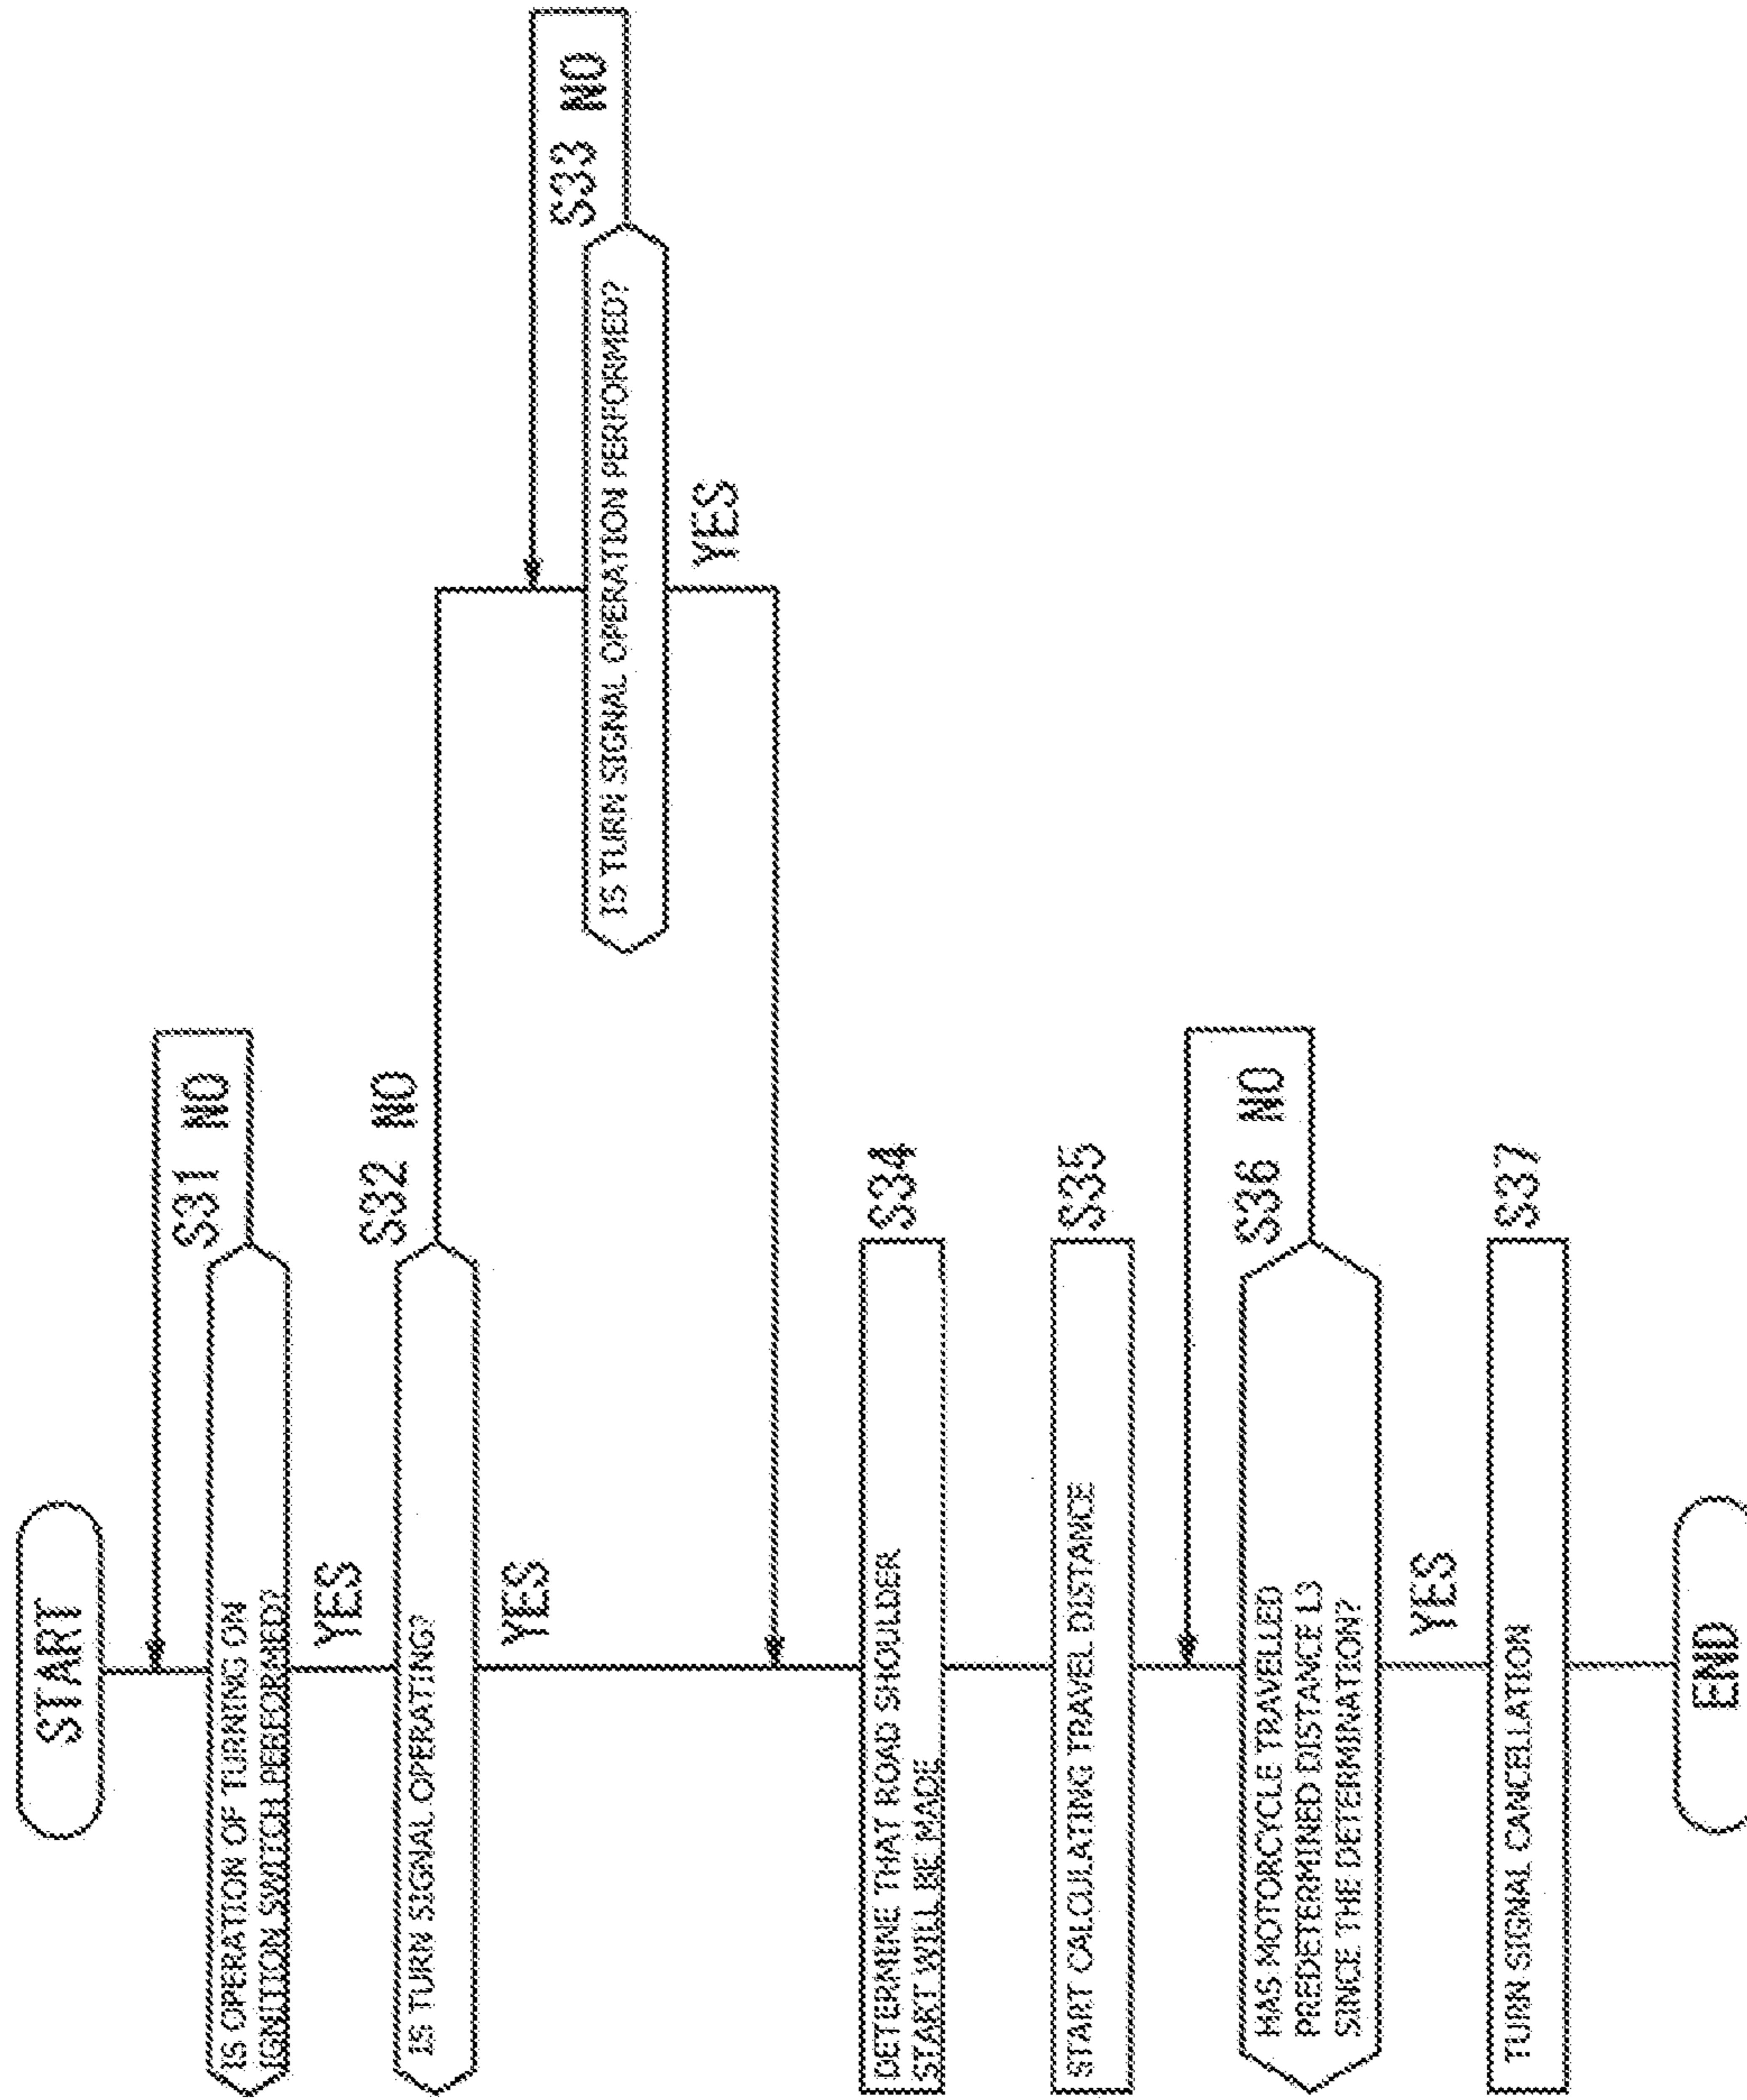 START
S31 NO
IS OPERATION OF TURNING ON
IGNITION SWITCH PERFORMED?
YES
S32 NO
IS TURN SIGNAL OPERATING?
YES
S33 NO
IS TURN SIGNAL OPERATION PERFORMED?
YES
S34
DETERMINE THAT ROAD SHOULDER
START WILL BE MADE
S35
START CALCULATING TRAVEL DISTANCE
S36 NO
HAS MOTORCYCLE TRAVELLED
PREDETERMINED DISTANCE L3
SINCE THE DETERMINATION?
YES
S37
TURN SIGNAL CANCELLATION
END